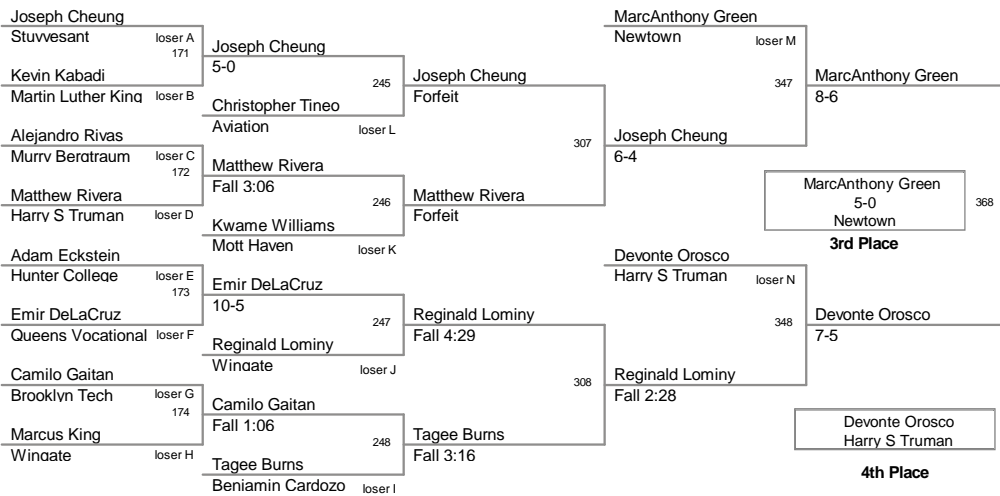 Joseph Cheung
Stuyvesant loser A
171
Kevin Kabadi
Martin Luther King loser B
Alejandro Rivas
Murry Bergtraum loser C
172
Matthew Rivera
Harry S Truman loser D
Adam Eckstein
Hunter College loser E
173
Emir DeLaCruz
Queens Vocational loser F
Camilo Gaitan
Brooklyn Tech loser G
174
Marcus King
Wingate loser H
Joseph Cheung
5-0
245
Christopher Tineo
Aviation loser L
Matthew Rivera
Fall 3:06
246
Kwame Williams
Mott Haven loser K
Emir DeLaCruz
10-5
247
Reginald Lominy
Wingate loser J
Camilo Gaitan
Fall 1:06
248
Tagee Burns
Benjamin Cardozo loser I
Joseph Cheung
Forfeit
307
Matthew Rivera
Forfeit
Reginald Lominy
Fall 4:29
308
Tagee Burns
Fall 3:16
MarcAnthony Green
Newtown loser M
347
Joseph Cheung
6-4
Devonte Orosco
Harry S Truman loser N
348
Reginald Lominy
Fall 2:28
MarcAnthony Green
8-6
MarcAnthony Green
5-0
Newtown
368
3rd Place
Devonte Orosco
7-5
Devonte Orosco
Harry S Truman
4th Place